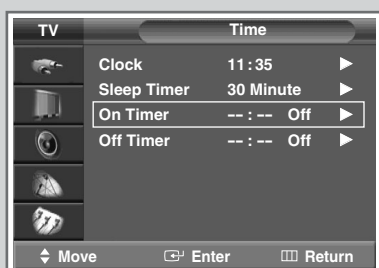 TV Time
Clock 11:35
Sleep Timer 30 Minute
On Timer --:-- Off
Off Timer --:-- Off
Move Enter Return